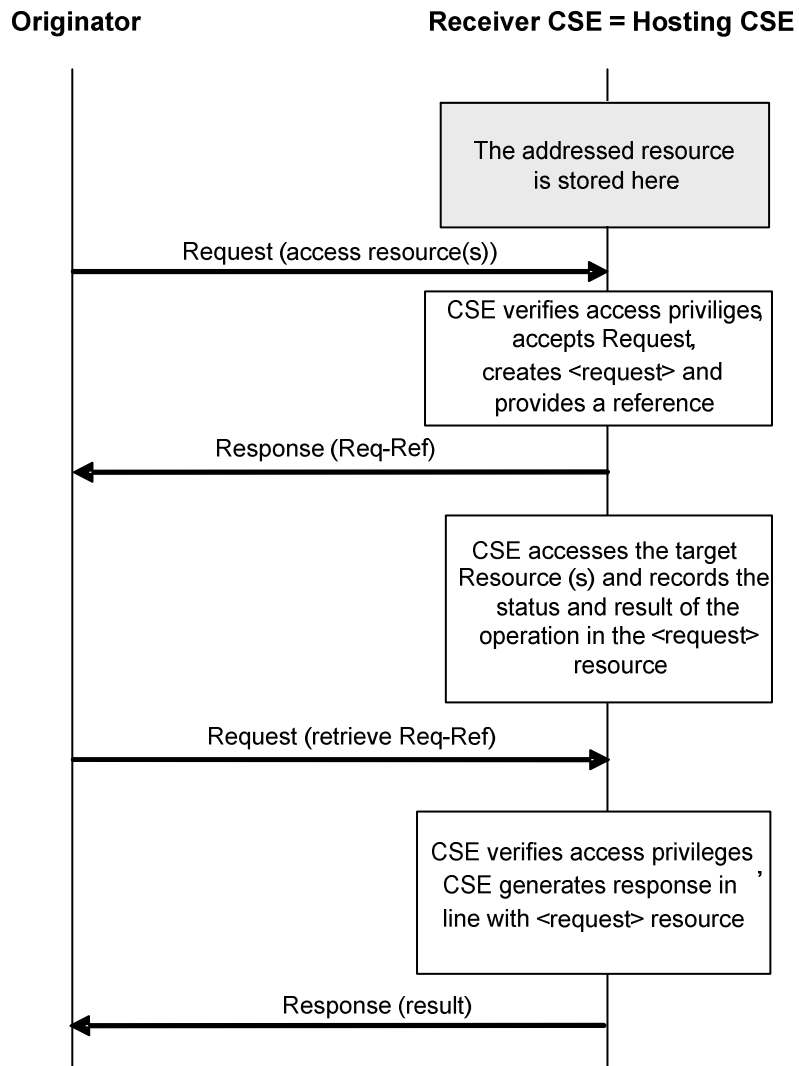 Originator
Receiver CSE = Hosting CSE
The addressed resource
is stored here
Request (access resource(s))
CSE verifies access priviliges,
accepts Request,
creates <request> and
provides a reference
Response (Req-Ref)
CSE accesses the target
Resource (s) and records the
status and result of the
operation in the <request>
resource
Request (retrieve Req-Ref)
CSE verifies access privileges ,
CSE generates response in
line with <request> resource
Response (result)